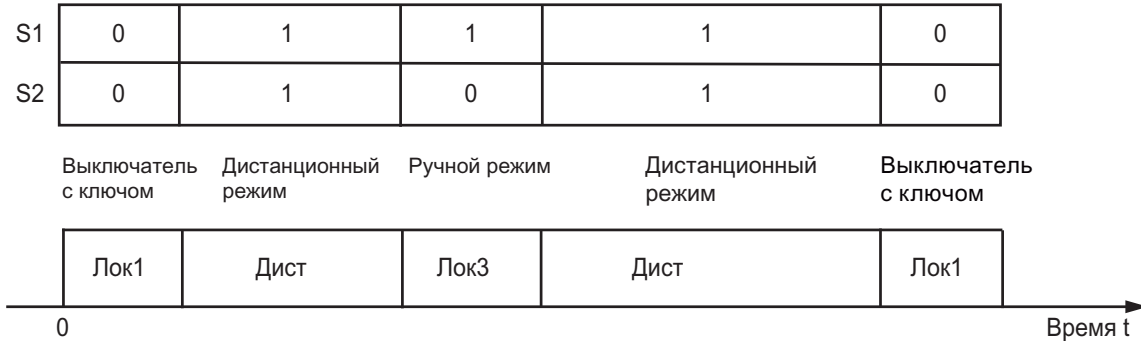 S1 0 1 1 1 0
S2 0 1 0 1 0
Выключатель с ключом
Дистанционный режим
Ручной режим
Дистанционный режим
Выключатель с ключом
Лок1 Дист Лок3 Дист Лок1
0 Время t